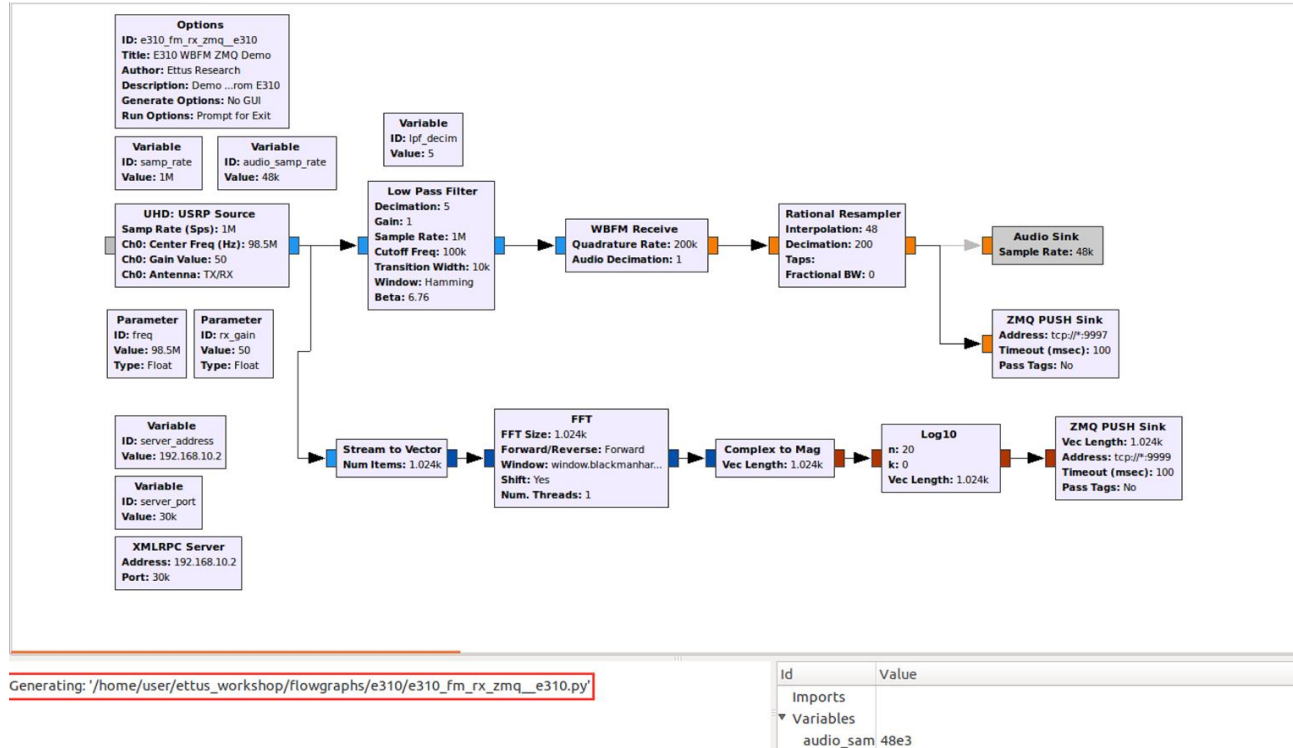 Options
ID: e310_fm_rx_zmq__e310
Title: E310 WBFM ZMQ Demo
Author: Ettus Research
Description: Demo ...rom E310
Generate Options: No GUI
Run Options: Prompt for Exit
Variable
ID: samp_rate
Value: 1M
Variable
ID: audio_samp_rate
Value: 48k
Variable
ID: lpf_decim
Value: 5
UHD: USRP Source
Samp Rate (Sps): 1M
Ch0: Center Freq (Hz): 98.5M
Ch0: Gain Value: 50
Ch0: Antenna: TX/RX
Low Pass Filter
Decimation: 5
Gain: 1
Sample Rate: 1M
Cutoff Freq: 100k
Transition Width: 10k
Window: Hamming
Beta: 6.76
WBFM Receive
Quadrature Rate: 200k
Audio Decimation: 1
Rational Resampler
Interpolation: 48
Decimation: 200
Taps:
Fractional BW: 0
Audio Sink
Sample Rate: 48k
ZMQ PUSH Sink
Address: tcp://*:9997
Timeout (msec): 100
Pass Tags: No
Parameter
ID: freq
Value: 98.5M
Type: Float
Parameter
ID: rx_gain
Value: 50
Type: Float
Variable
ID: server_address
Value: 192.168.10.2
Variable
ID: server_port
Value: 30k
XMLRPC Server
Address: 192.168.10.2
Port: 30k
Stream to Vector
Num Items: 1.024k
FFT
FFT Size: 1.024k
Forward/Reverse: Forward
Window: window.blackmanhar...
Shift: Yes
Num. Threads: 1
Complex to Mag
Vec Length: 1.024k
Log10
n: 20
k: 0
Vec Length: 1.024k
ZMQ PUSH Sink
Vec Length: 1.024k
Address: tcp://*:9999
Timeout (msec): 100
Pass Tags: No
Generating: '/home/user/ettus_workshop/flowgraphs/e310/e310_fm_rx_zmq__e310.py'
Id Value
Imports
Variables
audio_sam 48e3